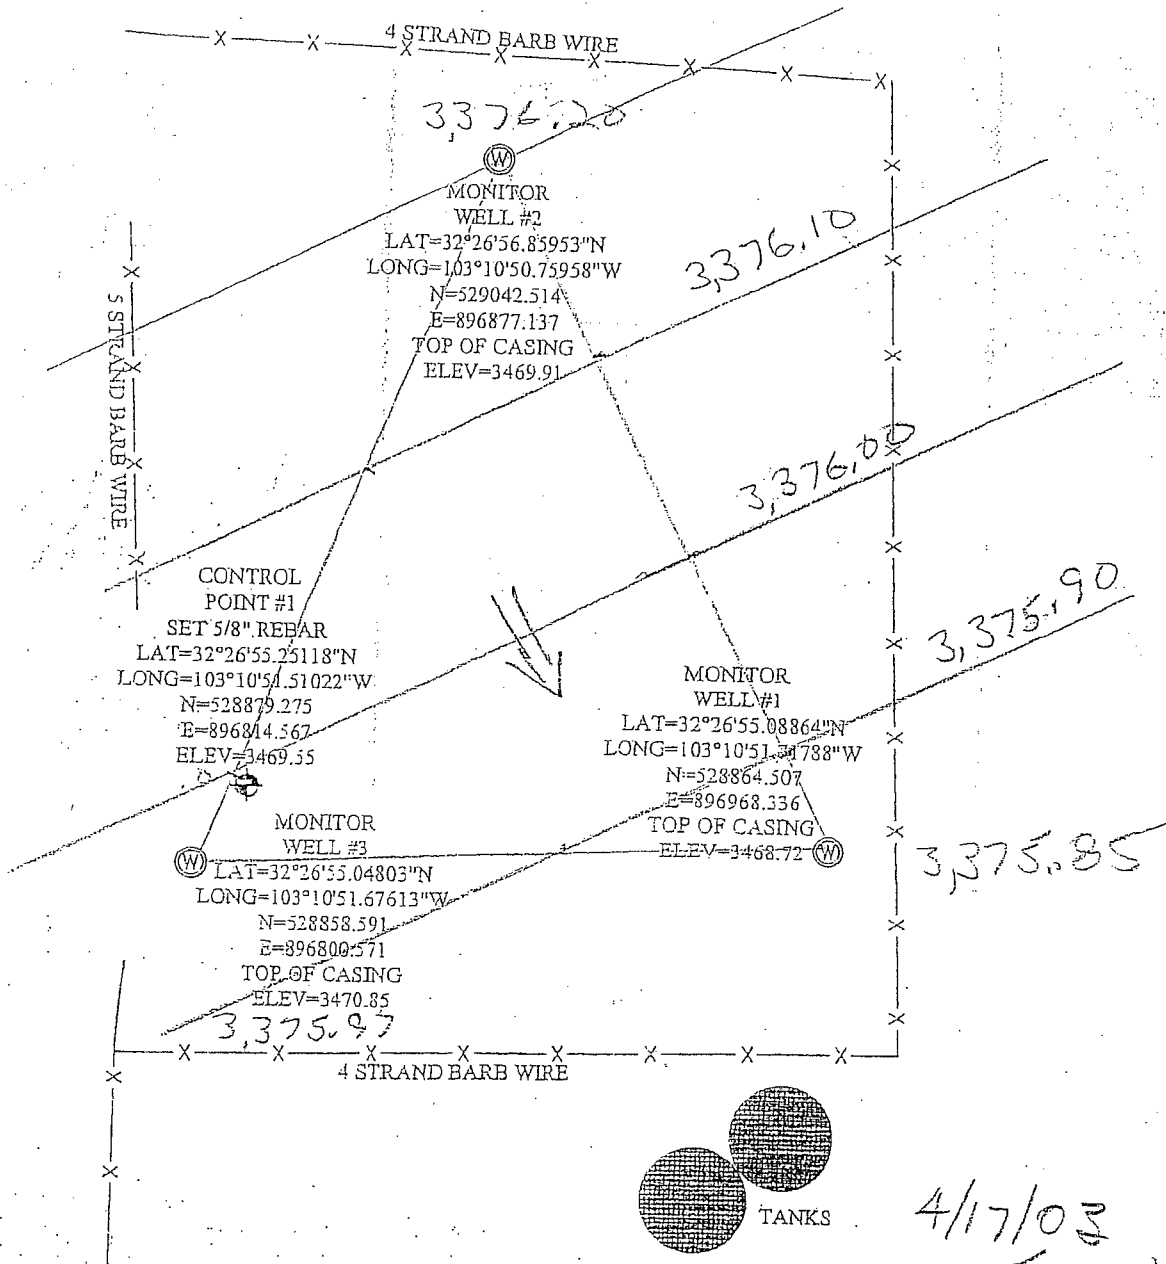 4 STRAND BARB WIRE
3,376.20
W
MONITOR
WELL #2
LAT=32°26'56.85953"N
LONG=103°10'50.75958"W
N=529042.514
E=896877.137
TOP OF CASING
ELEV=3469.91
3,376.10
5 STRAND BARB WIRE
3,376.00
CONTROL
POINT #1
SET 5/8" REBAR
LAT=32°26'55.25118"N
LONG=103°10'51.51022"W
N=528879.275
E=896814.567
ELEV=3469.55
3,375.90
MONITOR
WELL #1
LAT=32°26'55.08864"N
N=528864.507
E=896968.336
TOP OF CASING
ELEV=3468.72
W
3,375.85
MONITOR
WELL #3
W
LAT=32°26'55.04803"N
LONG=103°10'51.67613"W
N=528858.591
E=896800.571
TOP OF CASING
ELEV=3470.85
3,375.97
4 STRAND BARB WIRE
TANKS
4/17/03